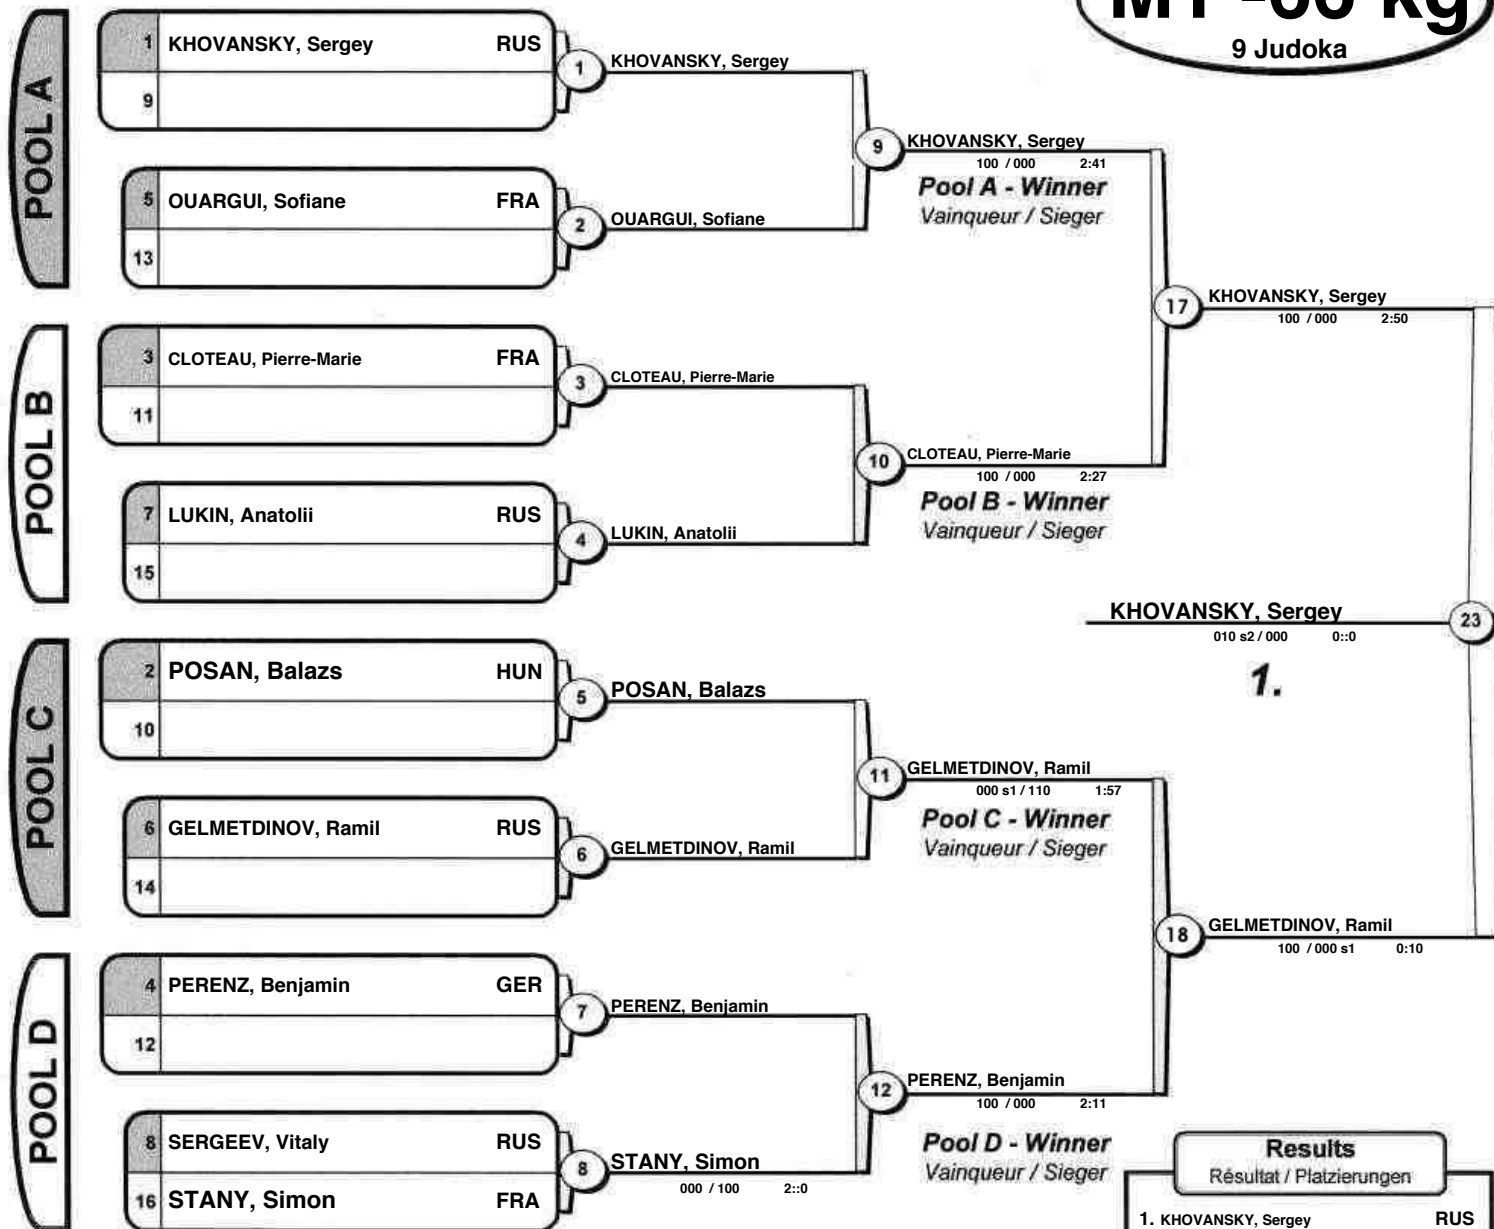 M1 -66 kg
9 Judoka
POOL A
1 KHOVANSKY, Sergey RUS
9
1 KHOVANSKY, Sergey
5 OUARGUI, Sofiane FRA
13
2 OUARGUI, Sofiane
9 KHOVANSKY, Sergey
100 / 000 2:41
Pool A - Winner
Vainqueur / Sieger
POOL B
3 CLOTEAU, Pierre-Marie FRA
11
3 CLOTEAU, Pierre-Marie
7 LUKIN, Anatolii RUS
15
4 LUKIN, Anatolii
10 CLOTEAU, Pierre-Marie
100 / 000 2:27
Pool B - Winner
Vainqueur / Sieger
17 KHOVANSKY, Sergey
100 / 000 2:50
KHOVANSKY, Sergey 23
010 s2 / 000 0::0
1.
POOL C
2 POSAN, Balazs HUN
10
5 POSAN, Balazs
6 GELMETDINOV, Ramil RUS
14
6 GELMETDINOV, Ramil
11 GELMETDINOV, Ramil
000 s1 / 110 1:57
Pool C - Winner
Vainqueur / Sieger
18 GELMETDINOV, Ramil
100 / 000 s1 0:10
POOL D
4 PERENZ, Benjamin GER
12
7 PERENZ, Benjamin
8 SERGEEV, Vitaly RUS
16 STANY, Simon FRA
8 STANY, Simon
000 / 100 2::0
12 PERENZ, Benjamin
100 / 000 2:11
Pool D - Winner
Vainqueur / Sieger
Results
Résultat / Platzierungen
1. KHOVANSKY, Sergey RUS